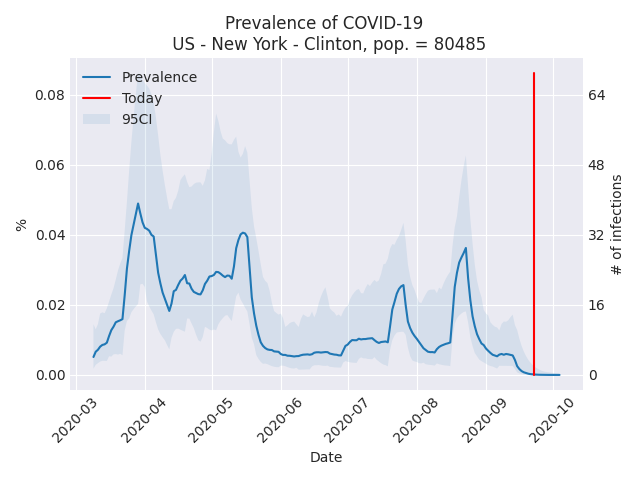 Prevalence of COVID-19
US - New York - Clinton, pop. = 80485
Prevalence
Today
95CI
0.08
0.06
0.04
0.02
0.00
%
64
48
32
16
0
# of infections
2020-03
2020-04
2020-05
2020-06
2020-07
2020-08
2020-09
2020-10
Date